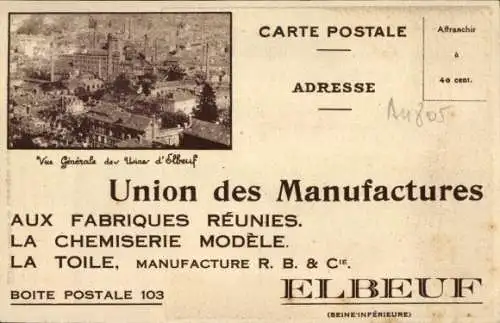 CARTE POSTALE
ADRESSE
Affranchir
à
40 cent.
Vue Générale des Usines d'Elbeuf
Union des Manufactures
AUX FABRIQUES RÉUNIES.
LA CHEMISERIE MODÈLE.
LA TOILE, MANUFACTURE R. B. & CIE.
BOITE POSTALE 103
ELBEUF
(SEINE-INFÉRIEURE)